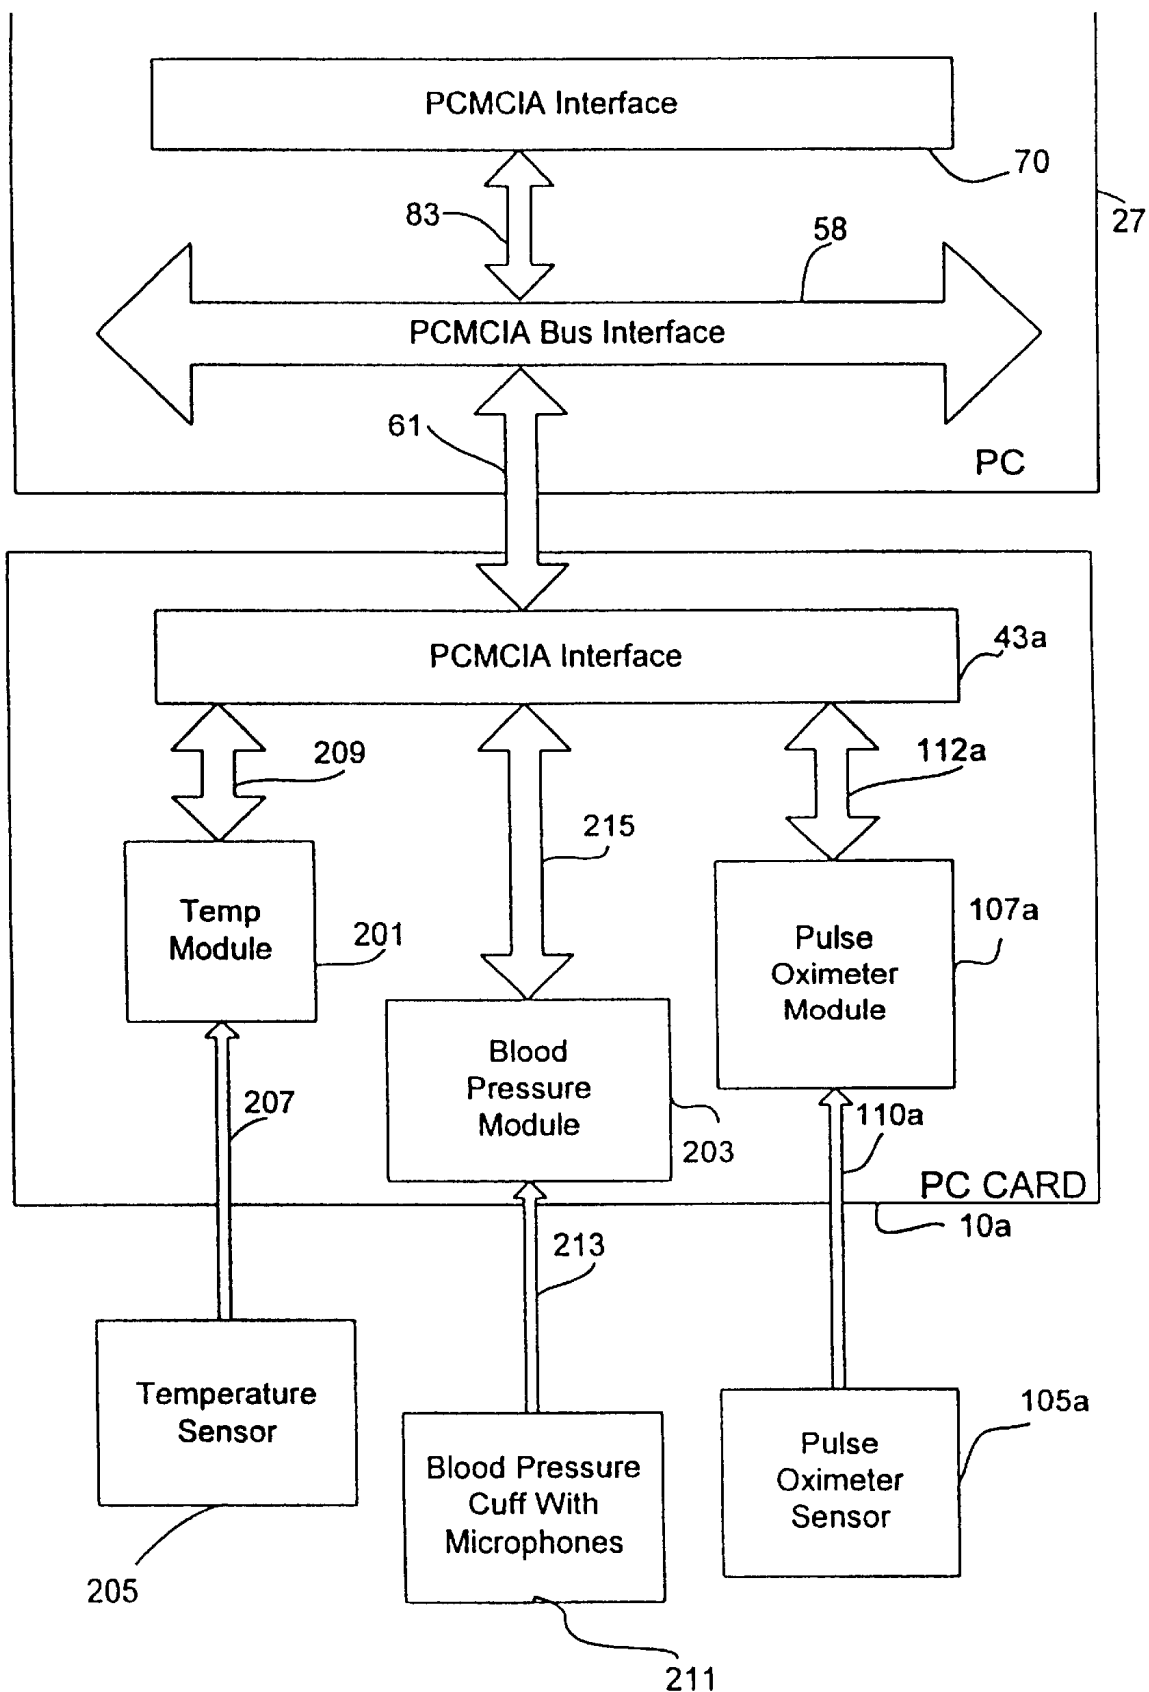 PCMCIA Interface
70
27
83
58
PCMCIA Bus Interface
61
PC
PCMCIA Interface
43a
209
112a
215
Temp
Module
201
Pulse
Oximeter
Module
107a
Blood
Pressure
Module
203
207
110a
PC CARD
10a
213
Temperature
Sensor
205
Blood Pressure
Cuff With
Microphones
211
Pulse
Oximeter
Sensor
105a